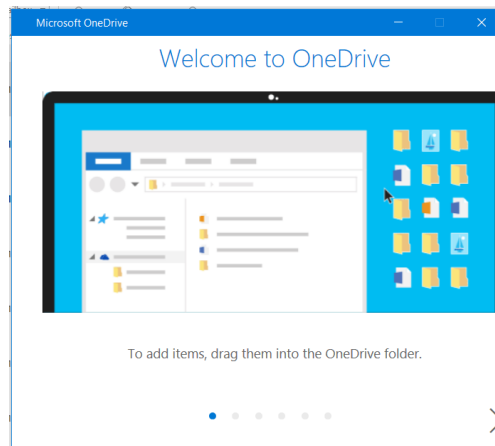 Microsoft OneDrive
Welcome to OneDrive
To add items, drag them into the OneDrive folder.